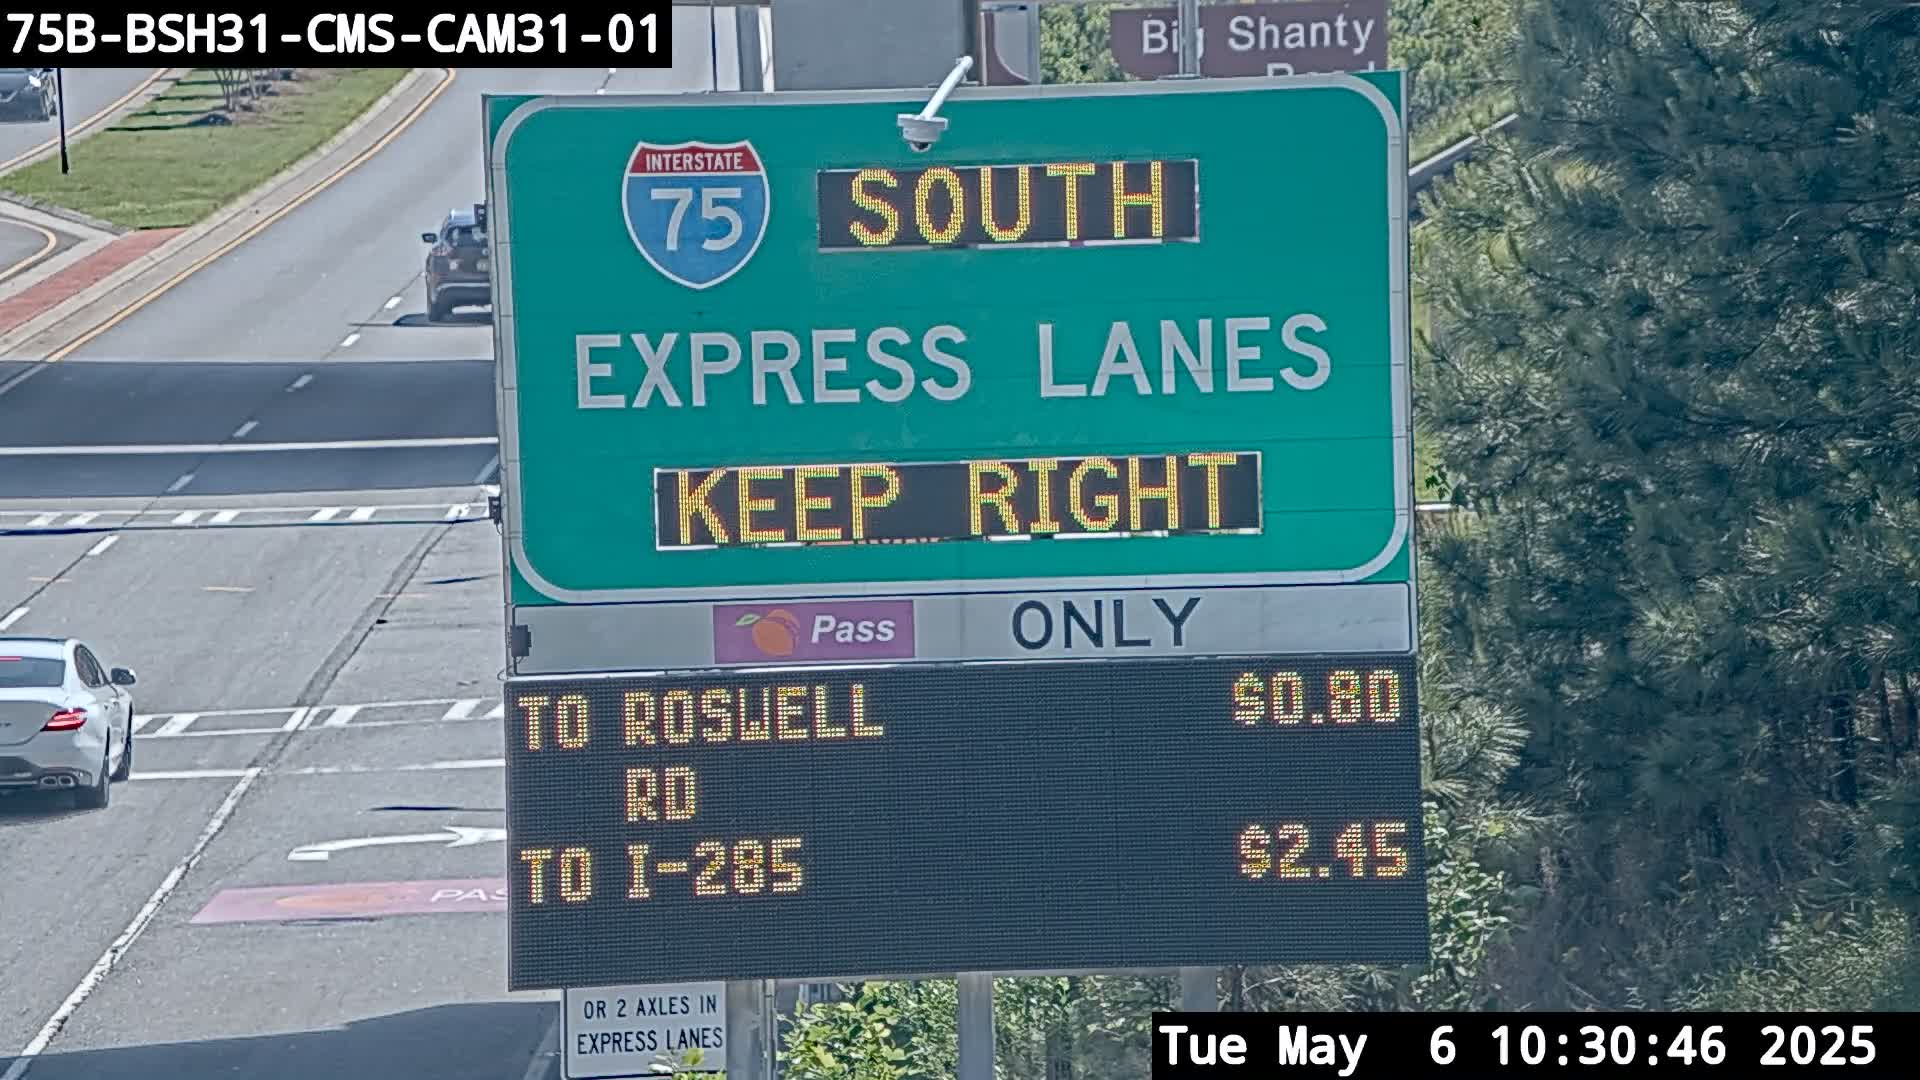 75B-BSH31-CMS-CAM31-01
Big Shanty
Road
INTERSTATE
75
SOUTH
EXPRESS LANES
KEEP RIGHT
Pass ONLY
TO ROSWELL $0.80
RD
TO I-285 $2.45
PAS
OR 2 AXLES IN
EXPRESS LANES
Tue May 6 10:30:46 2025